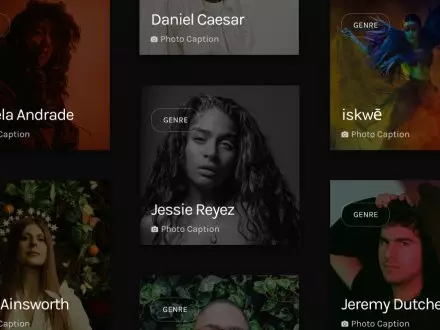 Daniel Caesar
Photo Caption
GENRE
ela Andrade
Caption
GENRE
iskwē
Photo Caption
GENRE
Jessie Reyez
Photo Caption
Ainsworth
Caption
GENRE
GENRE
Jeremy Dutche
Photo Caption